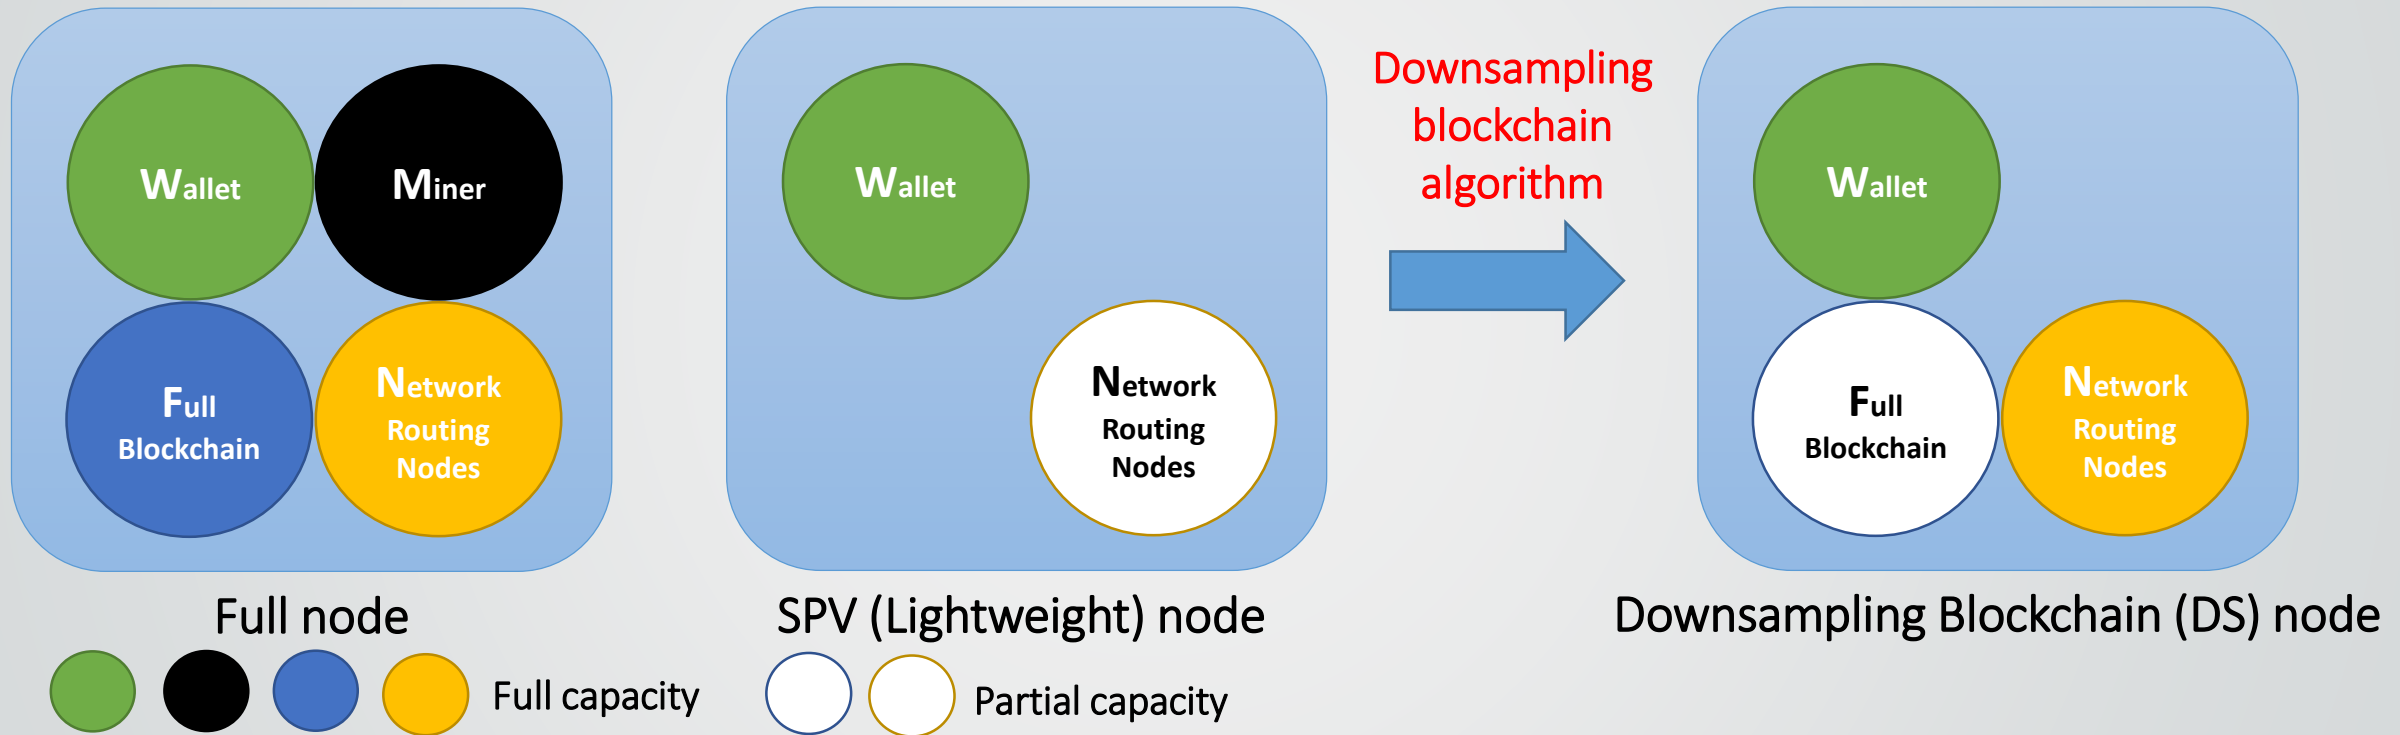 Wallet
Miner
Full
Blockchain
Network
Routing
Nodes
Full node
Wallet
Network
Routing
Nodes
SPV (Lightweight) node
Downsampling
blockchain
algorithm
Wallet
Full
Blockchain
Network
Routing
Nodes
Downsampling Blockchain (DS) node
Full capacity
Partial capacity